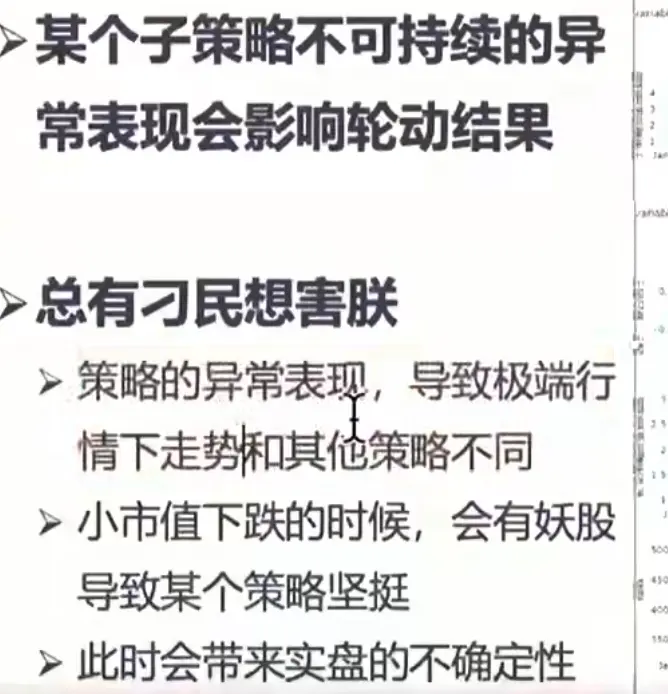 某个子策略不可持续的异
常表现会影响轮动结果
总有刁民想害朕
策略的异常表现，导致极端行
情下走势和其他策略不同
小市值下跌的时候，会有妖股
导致某个策略坚挺
此时会带来实盘的不确定性